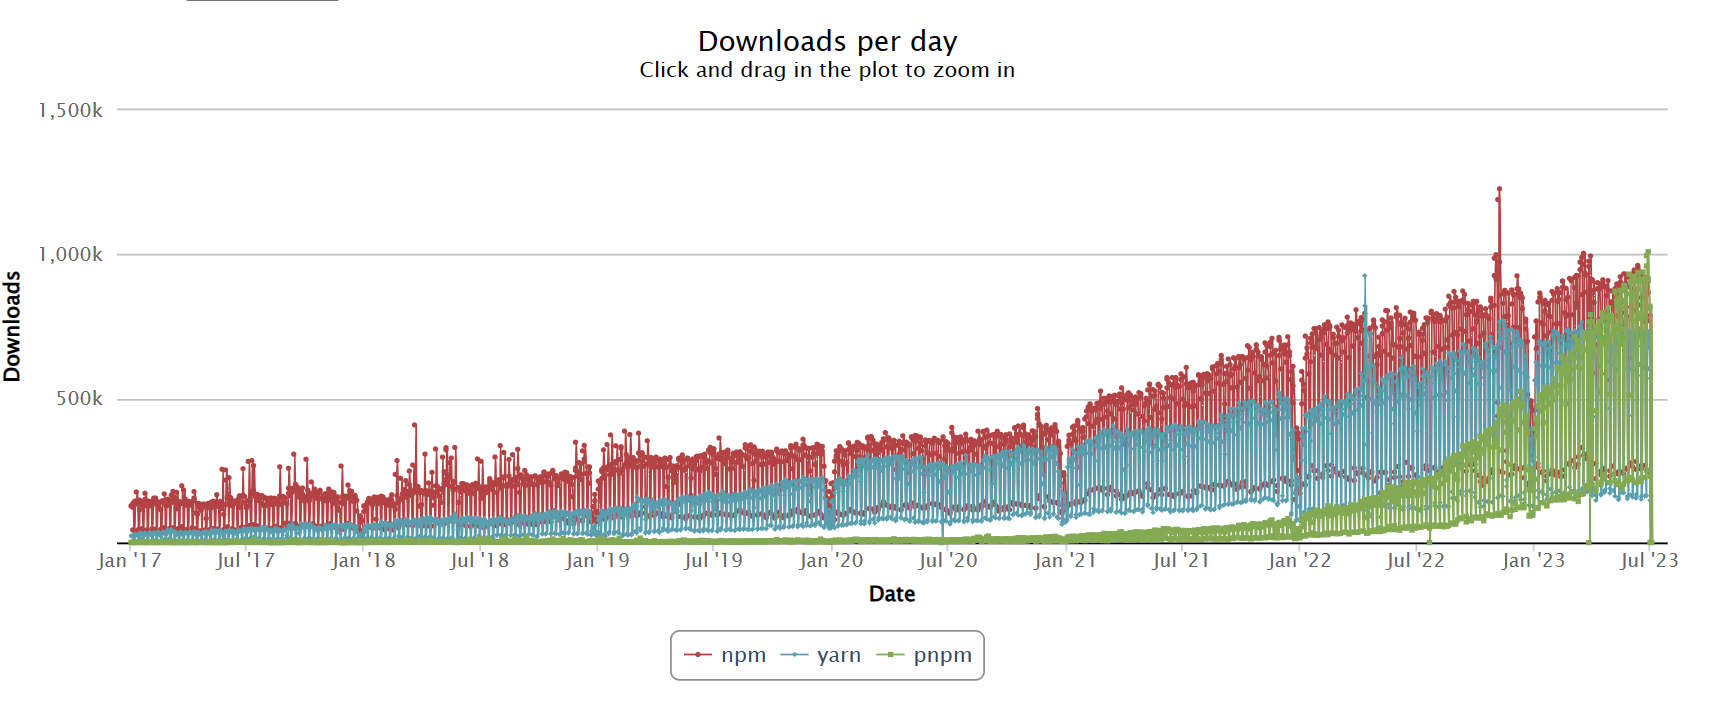 Downloads per day
Click and drag in the plot to zoom in
1,500k
1,000k
500k
Downloads
Jan '17 Jul '17 Jan '18 Jul '18 Jan '19 Jul '19 Jan '20 Jul '20 Jan '21 Jul '21 Jan '22 Jul '22 Jan '23 Jul '23
Date
npm yarn pnpm